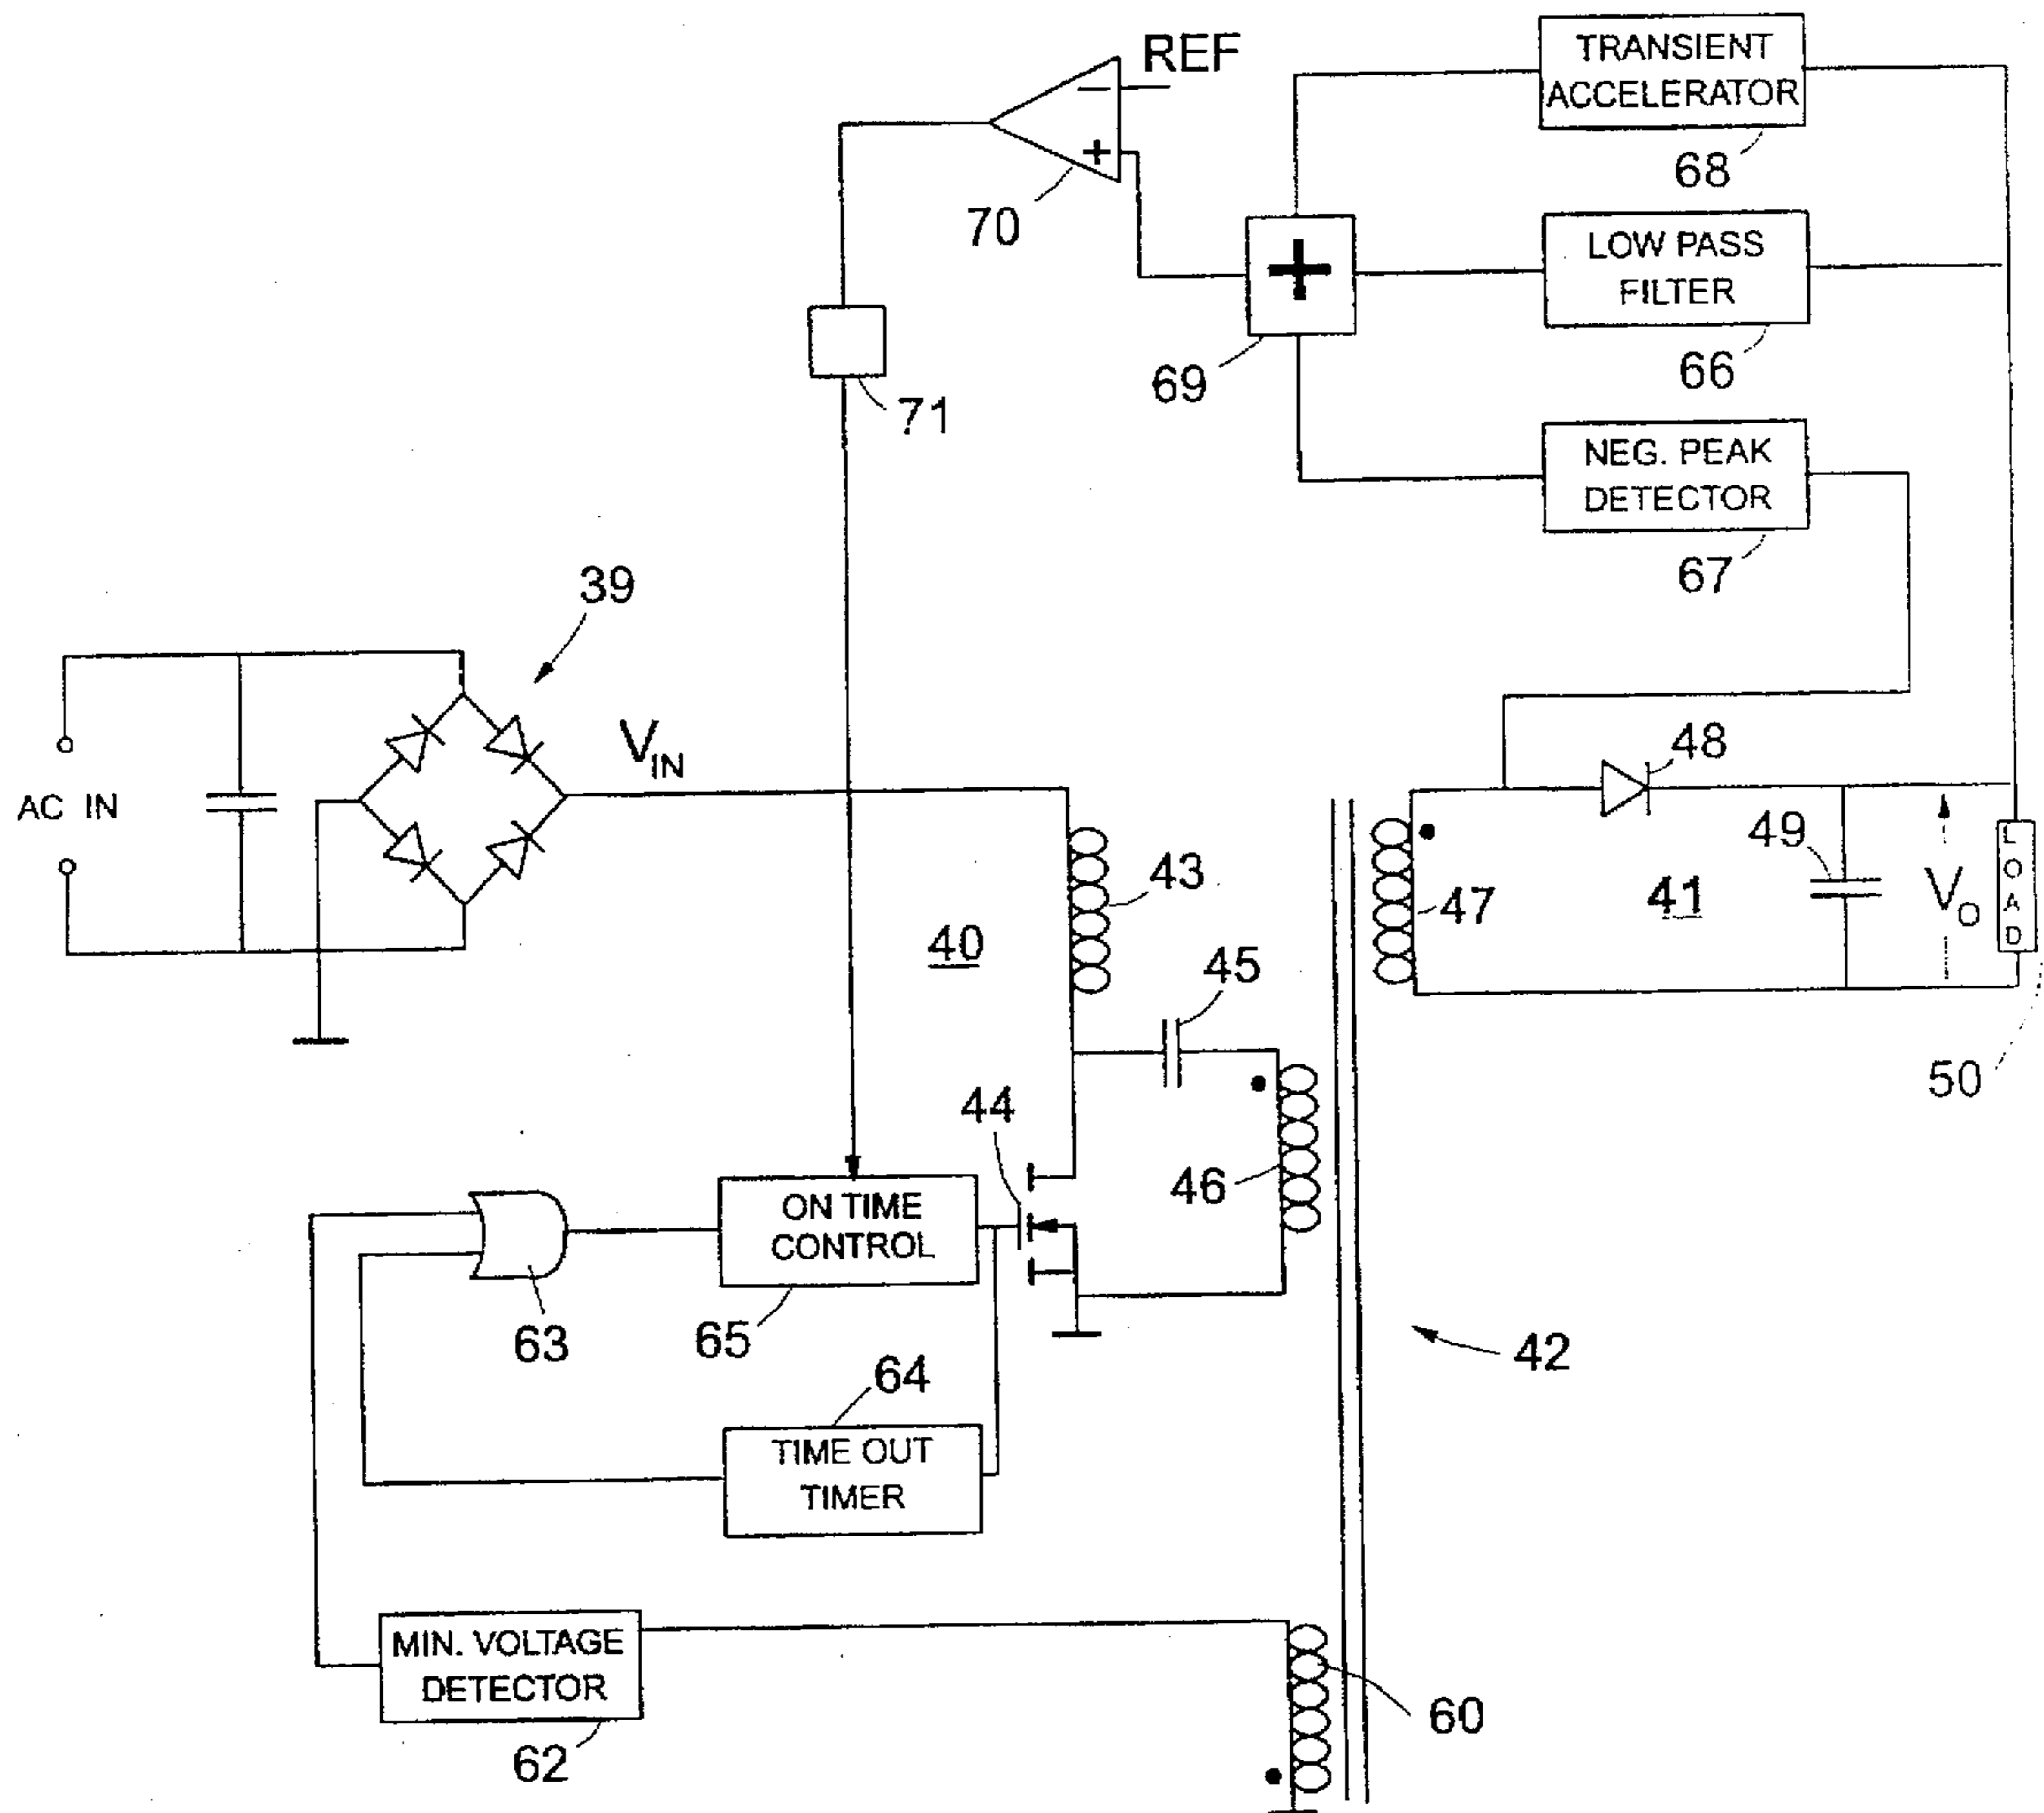 REF
TRANSIENT
ACCELERATOR
68
70
+
LOW PASS
FILTER
66
69
71
NEG. PEAK
DETECTOR
67
39
V_IN
AC IN
48
49
V_O
LOAD
43
47
41
40
45
50
44
46
ON TIME
CONTROL
63
65
42
64
TIME OUT
TIMER
MIN. VOLTAGE
DETECTOR
60
62